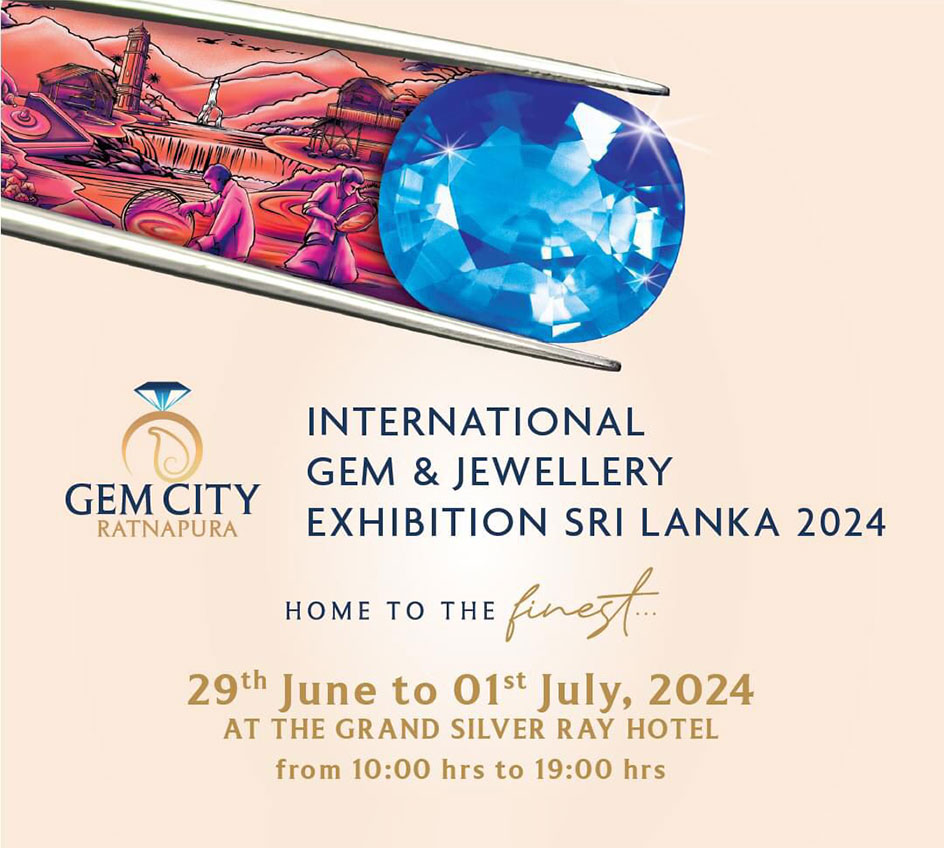 INTERNATIONAL
GEM & JEWELLERY
EXHIBITION SRI LANKA 2024
GEM CITY
RATNAPURA
HOME TO THE finest...
29th June to 01st July, 2024
AT THE GRAND SILVER RAY HOTEL
from 10:00 hrs to 19:00 hrs